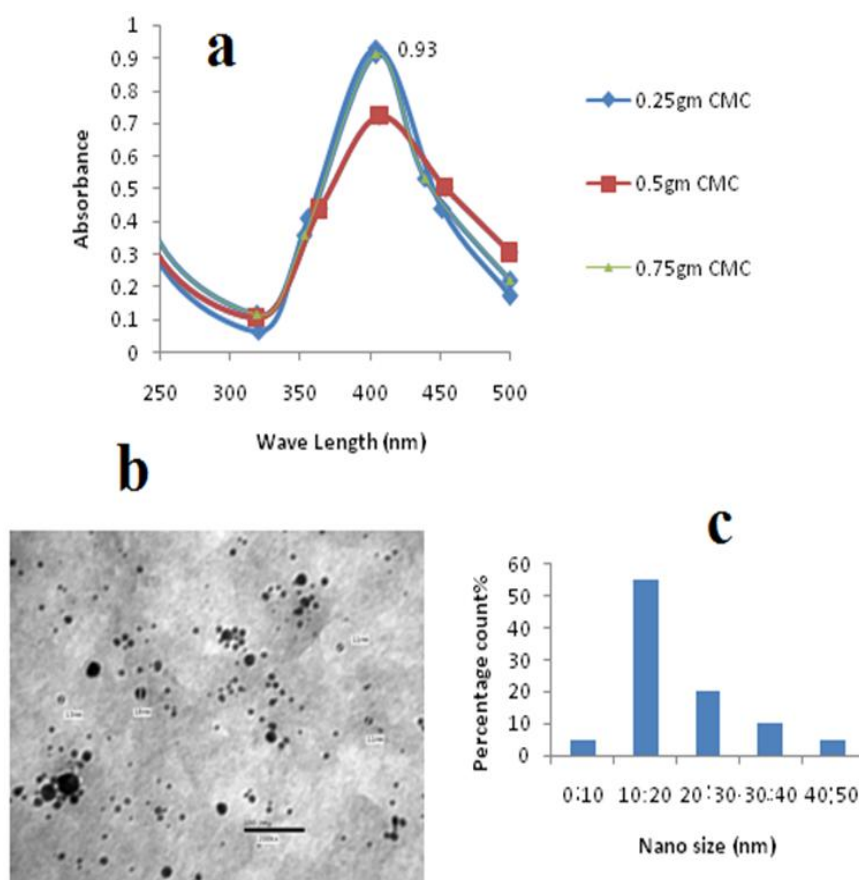 a
1
0.9
0.8
0.7
0.6
0.5
0.4
0.3
0.2
0.1
0
0.93
Absorbance
250 300 350 400 450 500
Wave Length (nm)
0.25gm CMC
0.5gm CMC
0.75gm CMC
b
c
60
50
40
30
20
10
0
Percentage count%
0:10 10:20 20:30 30:40 40:50
Nano size (nm)